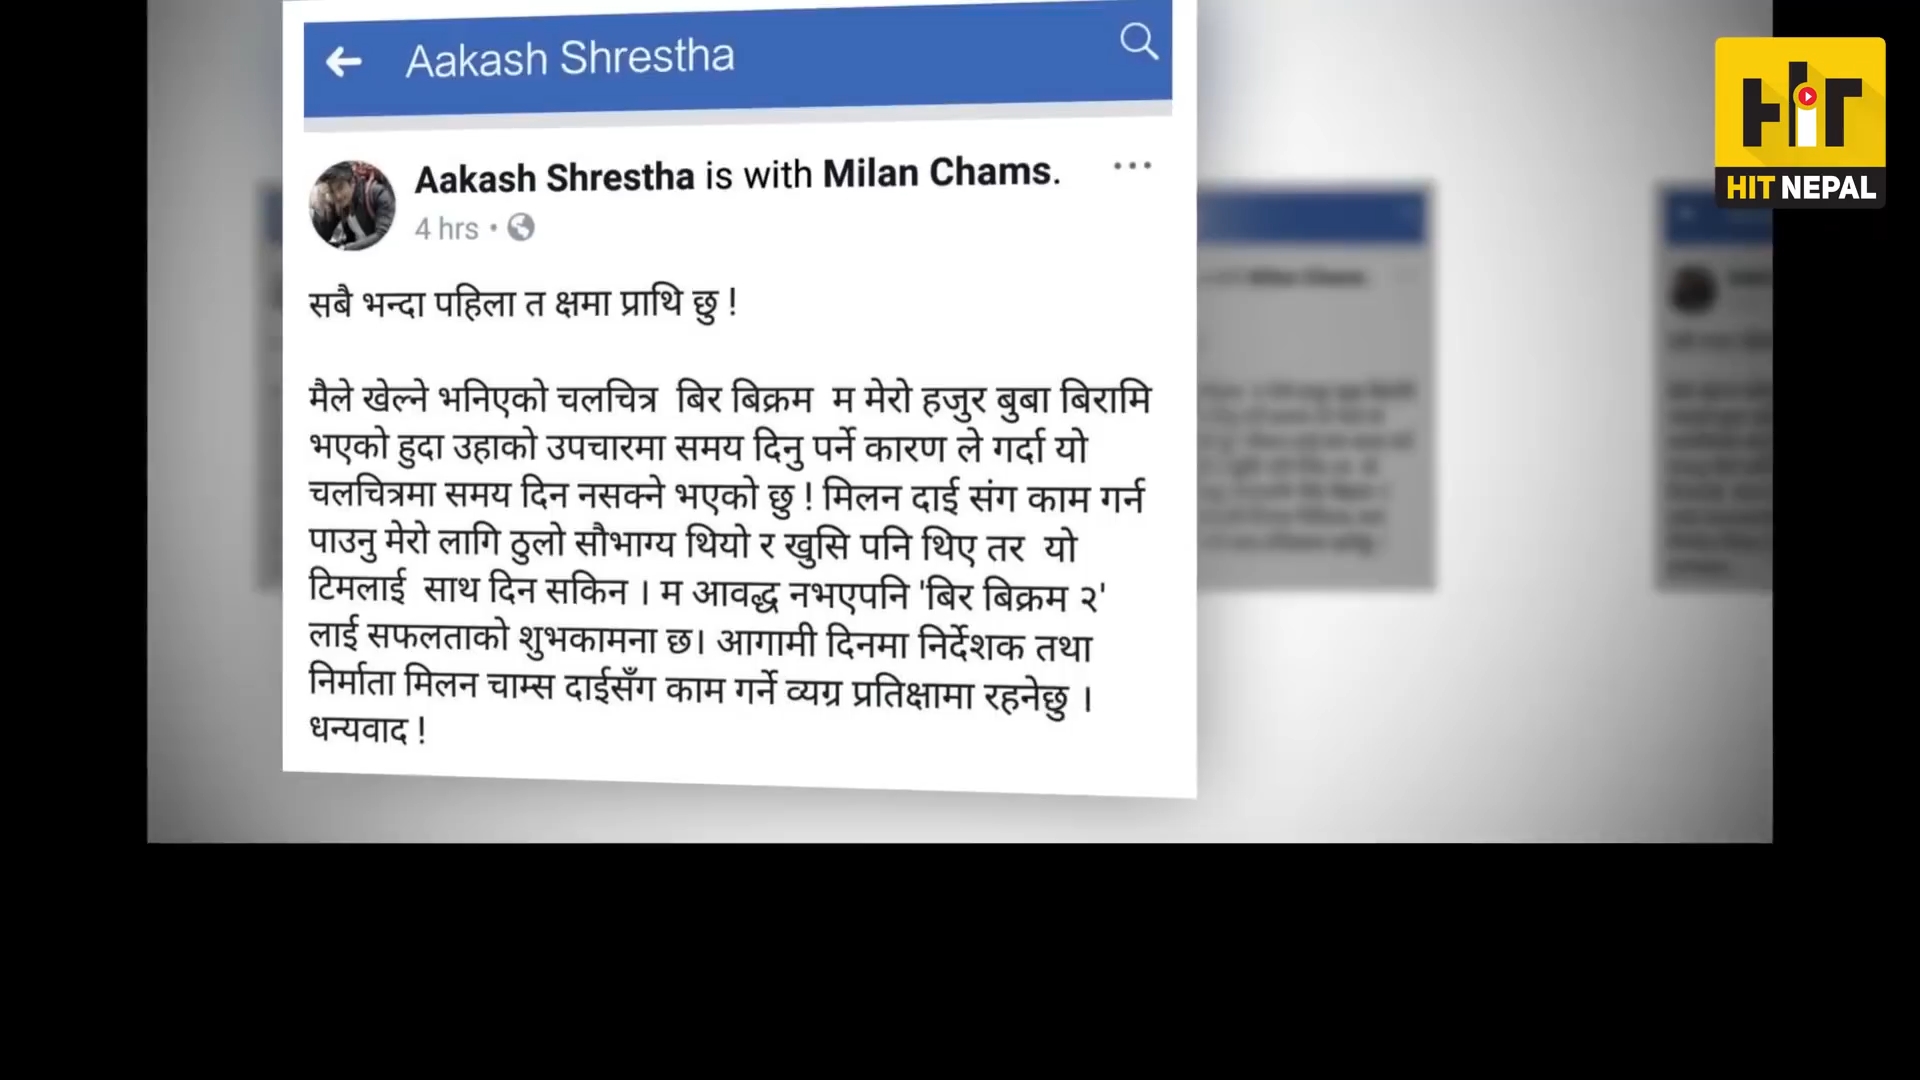 Aakash Shrestha
HiT
HIT NEPAL
Aakash Shrestha is with Milan Chams.
4 hrs •
सबै भन्दा पहिला त क्षमा प्राथि छु !
मैले खेल्ने भनिएको चलचित्र बिर बिक्रम म मेरो हजुर बुबा बिरामि
भएको हुदा उहाको उपचारमा समय दिनु पर्ने कारण ले गर्दा यो
चलचित्रमा समय दिन नसक्ने भएको छु ! मिलन दाई संग काम गर्न
पाउनु मेरो लागि ठुलो सौभाग्य थियो र खुसि पनि थिए तर यो
टिमलाई साथ दिन सकिन । म आवद्ध नभएपनि 'बिर बिक्रम २'
लाई सफलताको शुभकामना छ। आगामी दिनमा निर्देशक तथा
निर्माता मिलन चाम्स दाईसँग काम गर्ने व्यग्र प्रतिक्षामा रहनेछु ।
धन्यवाद !